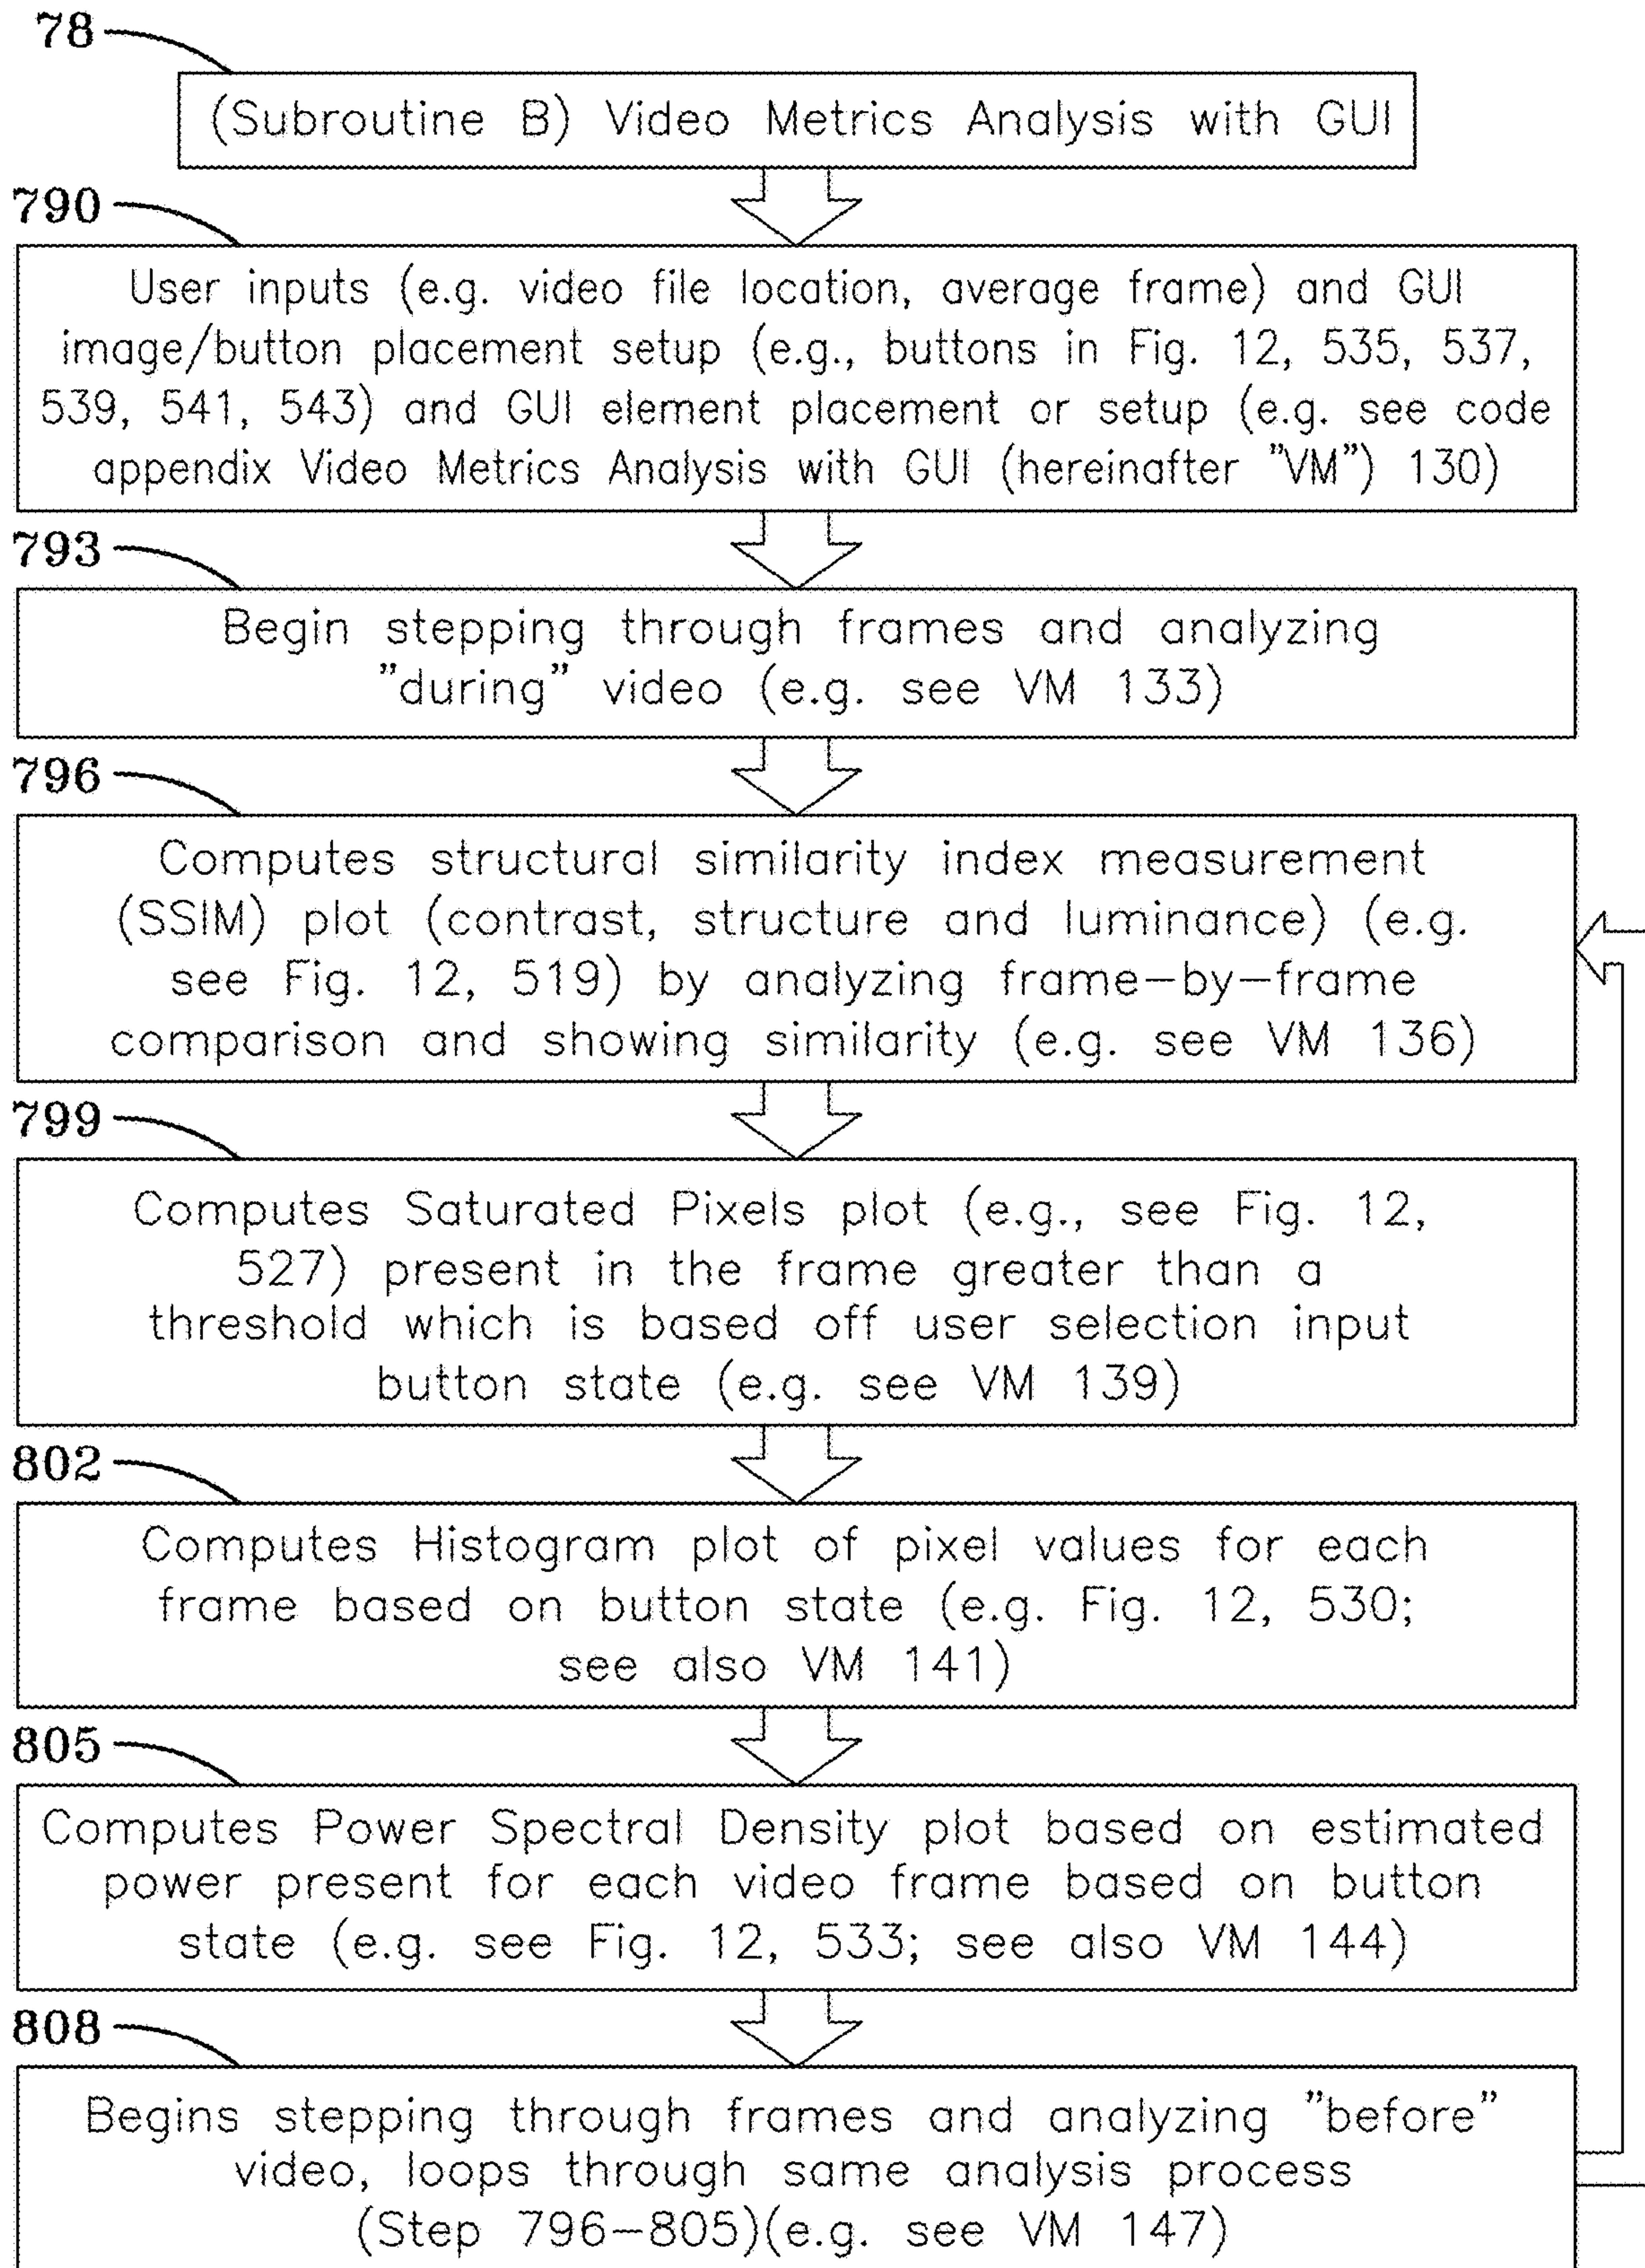 78
(Subroutine B) Video Metrics Analysis with GUI
790
User inputs (e.g. video file location, average frame) and GUI
image/button placement setup (e.g., buttons in Fig. 12, 535, 537,
539, 541, 543) and GUI element placement or setup (e.g. see code
appendix Video Metrics Analysis with GUI (hereinafter "VM") 130)
793
Begin stepping through frames and analyzing
"during" video (e.g. see VM 133)
796
Computes structural similarity index measurement
(SSIM) plot (contrast, structure and luminance) (e.g.
see Fig. 12, 519) by analyzing frame-by-frame
comparison and showing similarity (e.g. see VM 136)
799
Computes Saturated Pixels plot (e.g., see Fig. 12,
527) present in the frame greater than a
threshold which is based off user selection input
button state (e.g. see VM 139)
802
Computes Histogram plot of pixel values for each
frame based on button state (e.g. Fig. 12, 530;
see also VM 141)
805
Computes Power Spectral Density plot based on estimated
power present for each video frame based on button
state (e.g. see Fig. 12, 533; see also VM 144)
808
Begins stepping through frames and analyzing "before"
video, loops through same analysis process
(Step 796-805)(e.g. see VM 147)